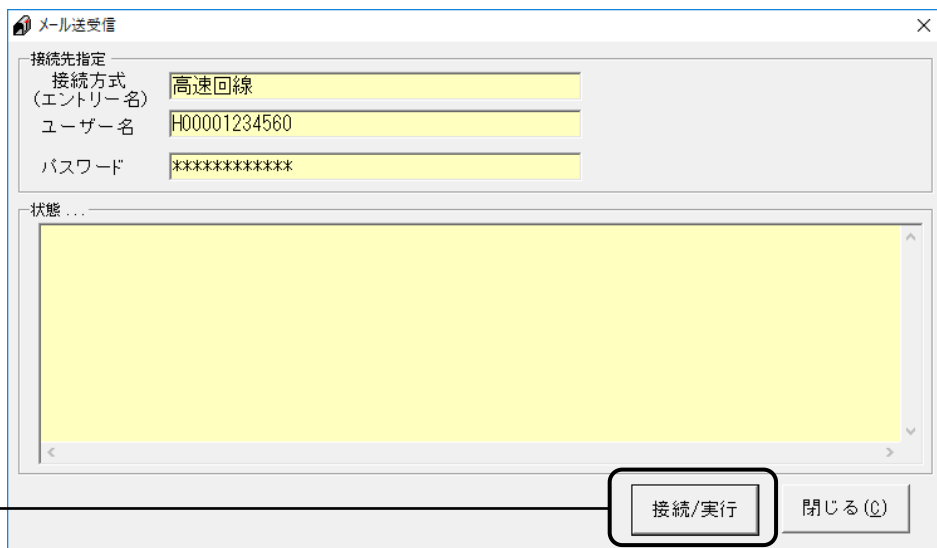 メール送受信
接続先指定
接続方式
(エントリー名)
高速回線
ユーザー名
H00001234560
パスワード
************
状態 ...
接続/実行
閉じる(C)